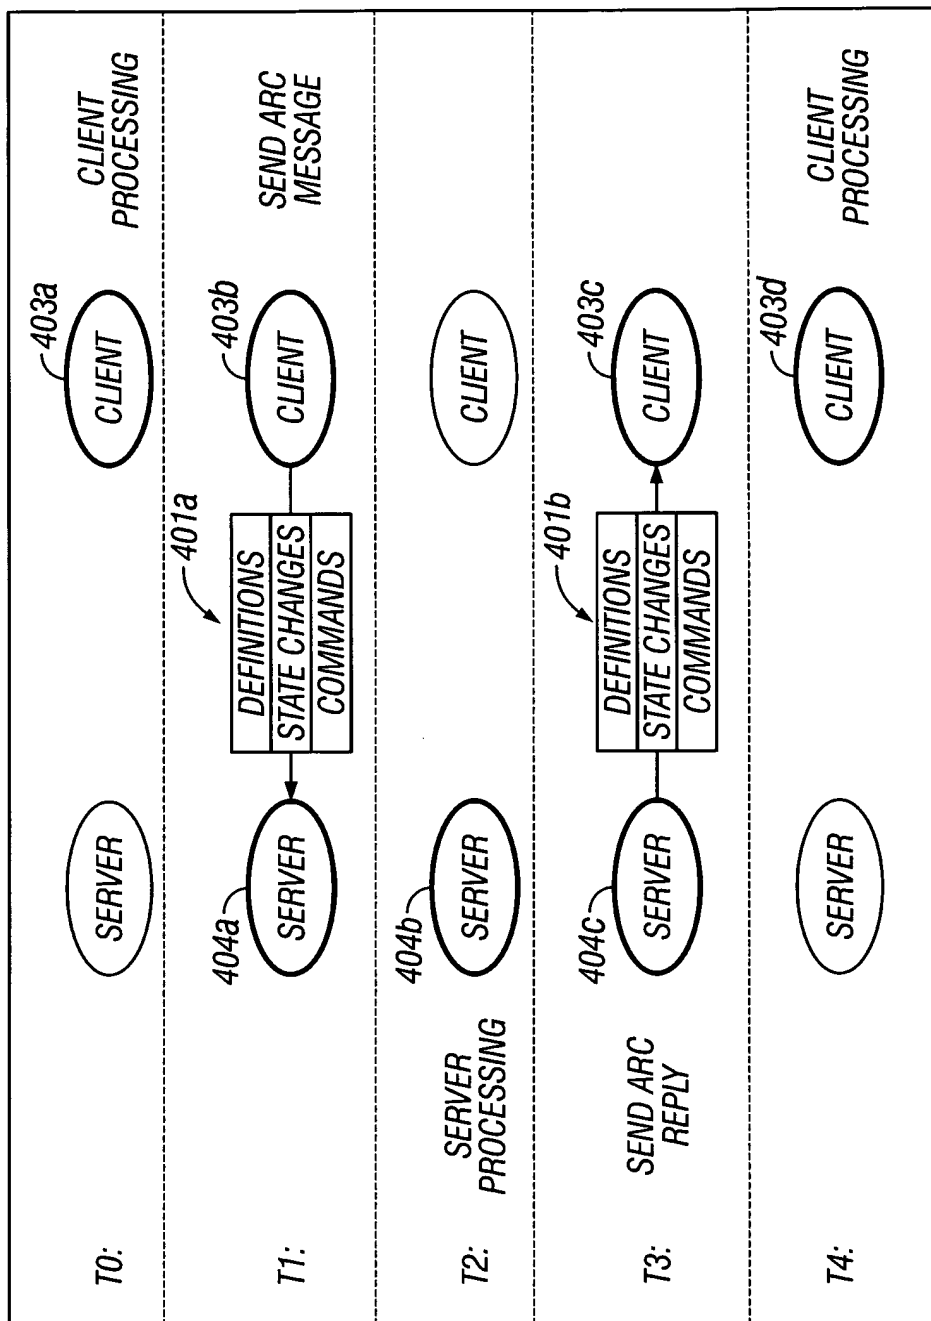 T0:
SERVER
CLIENT
403a
CLIENT
PROCESSING
T1:
404a
SERVER
401a
DEFINITIONS
STATE CHANGES
COMMANDS
CLIENT
403b
SEND ARC
MESSAGE
T2:
SERVER
PROCESSING
404b
SERVER
CLIENT
T3:
SEND ARC
REPLY
404c
SERVER
401b
DEFINITIONS
STATE CHANGES
COMMANDS
CLIENT
403c
T4:
SERVER
CLIENT
403d
CLIENT
PROCESSING